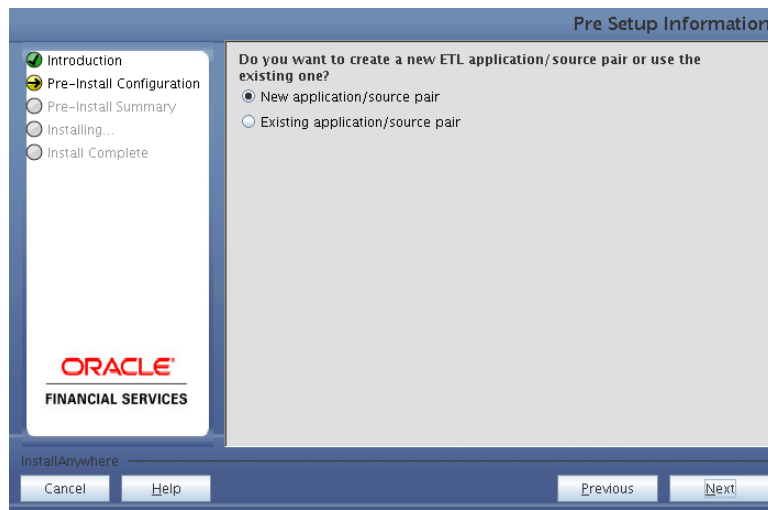 Pre Setup Information
Introduction
Pre-Install Configuration
Pre-Install Summary
Installing...
Install Complete
ORACLE
FINANCIAL SERVICES
Do you want to create a new ETL application/source pair or use the
existing one?
New application/source pair
Existing application/source pair
InstallAnywhere
Cancel
Help
Previous
Next